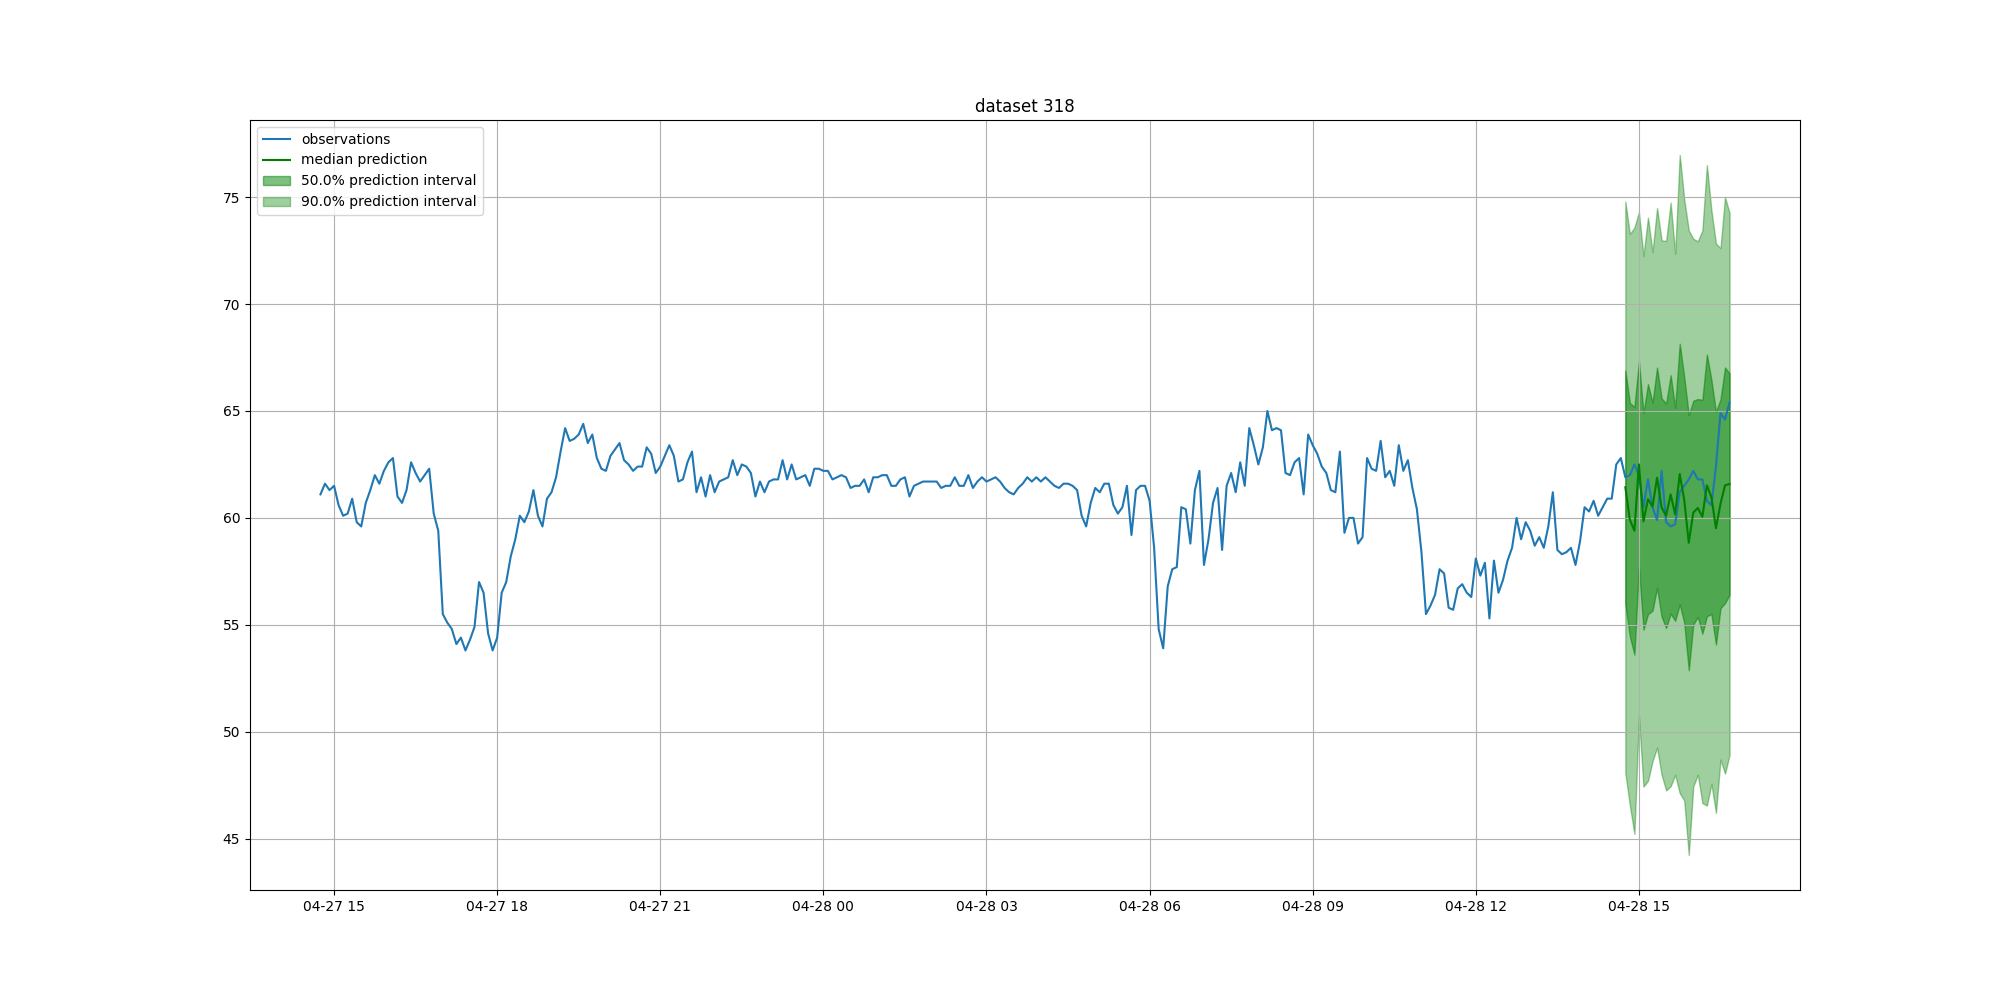 dataset 318
observations
median prediction
50.0% prediction interval
90.0% prediction interval
75
70
65
60
55
50
45
04-27 15 04-27 18 04-27 21 04-28 00 04-28 03 04-28 06 04-28 09 04-28 12 04-28 15